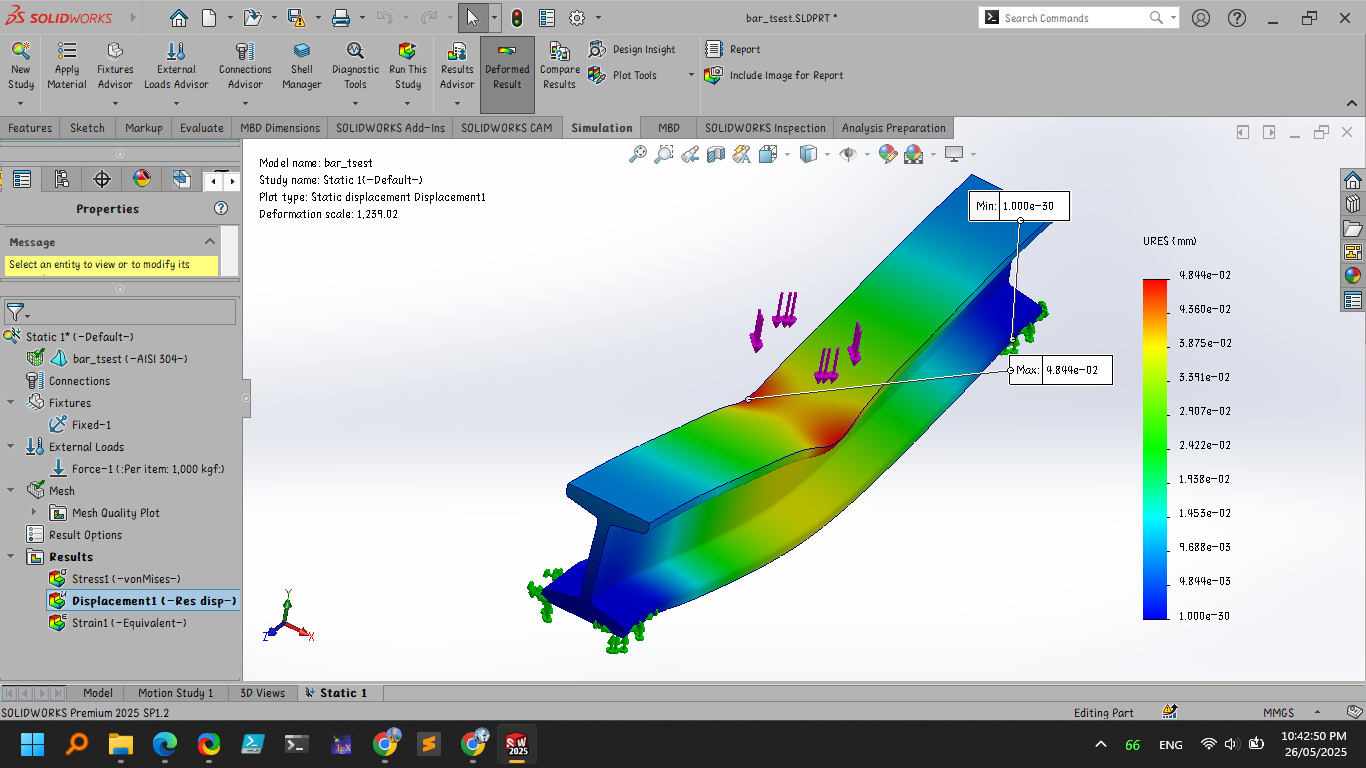 SOLIDWORKS
bar_tsest.SLDPRT *
Search Commands
New Study
Apply Material
Fixtures Advisor
External Loads Advisor
Connections Advisor
Shell Manager
Diagnostic Tools
Run This Study
Results Advisor
Deformed Result
Compare Results
Design Insight
Plot Tools
Report
Include Image for Report
Features
Sketch
Markup
Evaluate
MBD Dimensions
SOLIDWORKS Add-Ins
SOLIDWORKS CAM
Simulation
MBD
SOLIDWORKS Inspection
Analysis Preparation
Properties
Message
Select an entity to view or to modify its
Static 1* (-Default-)
bar_tsest (-AISI 304-)
Connections
Fixtures
Fixed-1
External Loads
Force-1 (:Per item: 1,000 kgf:)
Mesh
Mesh Quality Plot
Result Options
Results
Stress1 (-vonMises-)
Displacement1 (-Res disp-)
Strain1 (-Equivalent-)
Model name: bar_tsest
Study name: Static 1(-Default-)
Plot type: Static displacement Displacement1
Deformation scale: 1,239.02
Min: 1.000e-30
Max: 4.844e-02
URES (mm)
4.844e-02
4.360e-02
3.875e-02
3.391e-02
2.907e-02
2.422e-02
1.938e-02
1.453e-02
9.688e-03
4.844e-03
1.000e-30
Y
Z
X
Model
Motion Study 1
3D Views
Static 1
SOLIDWORKS Premium 2025 SP1.2
Editing Part
MMGS
66
ENG
10:42:50 PM
26/05/2025